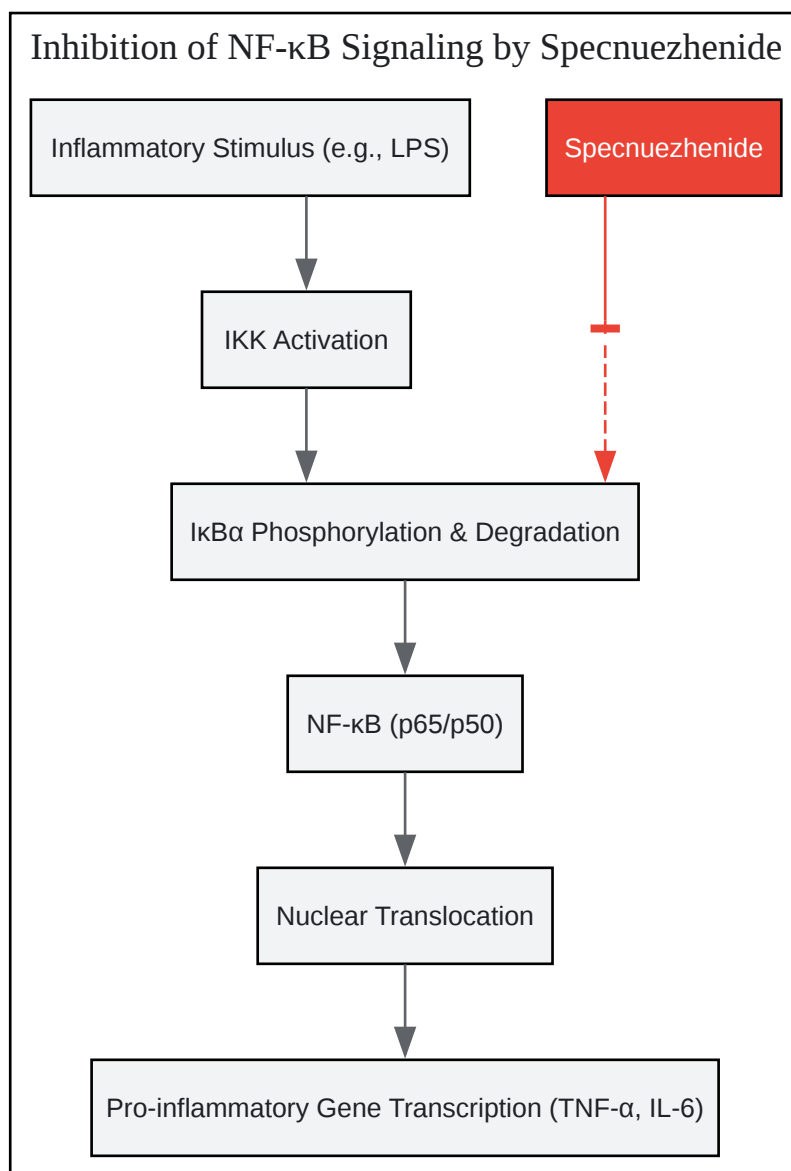 Inhibition of NF-κB Signaling by Specnuezhenide
Inflammatory Stimulus (e.g., LPS)
Specnuezhenide
IKK Activation
IκBα Phosphorylation & Degradation
NF-κB (p65/p50)
Nuclear Translocation
Pro-inflammatory Gene Transcription (TNF-α, IL-6)